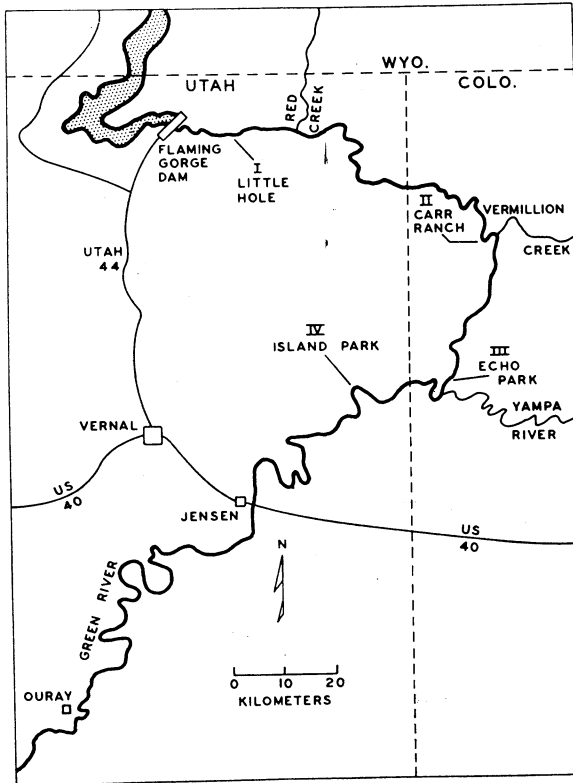 WYO.
UTAH
COLO.
RED CREEK
FLAMING
GORGE
DAM
I
LITTLE
HOLE
II
CARR
RANCH
VERMILLION
CREEK
UTAH
44
IV
ISLAND PARK
III
ECHO
PARK
YAMPA
RIVER
VERNAL
US
40
JENSEN
US
40
N
GREEN RIVER
0 10 20
KILOMETERS
OURAY